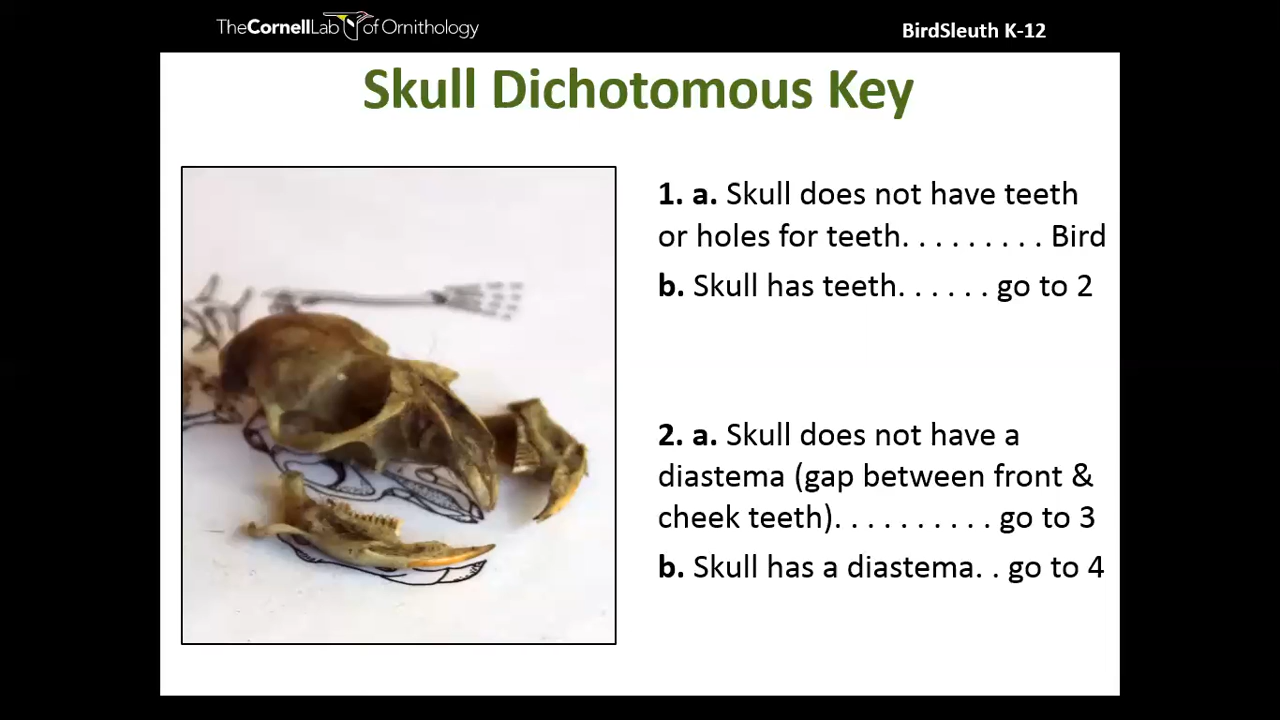 TheCornellLab of Ornithology
BirdSleuth K-12
Skull Dichotomous Key
1. a. Skull does not have teeth
or holes for teeth. . . . . . . . . Bird
b. Skull has teeth. . . . . . go to 2
2. a. Skull does not have a
diastema (gap between front &
cheek teeth). . . . . . . . . . go to 3
b. Skull has a diastema. . go to 4